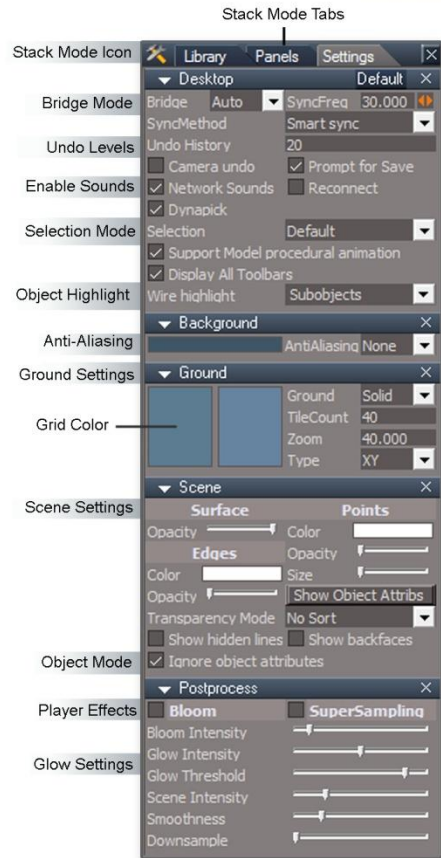 Stack Mode Tabs
Stack Mode Icon
Library Panels Settings
Desktop Default
Bridge Mode
Bridge Auto SyncFreq 30.000
SyncMethod Smart sync
Undo Levels
Undo History 20
Camera undo Prompt for Save
Enable Sounds
Network Sounds Reconnect
Dynapick
Selection Mode
Selection Default
Support Model procedural animation
Display All Toolbars
Object Highlight
Wire highlight Subobjects
Background
Anti-Aliasing
AntiAliasing None
Ground Settings
Ground
Ground Solid
Grid Color
TileCount 40
Zoom 40.000
Type XY
Scene
Scene Settings
Surface Points
Opacity Color
Edges Opacity
Color Size
Opacity Show Object Attribs
Transparency Mode No Sort
Show hidden lines Show backfaces
Object Mode
Ignore object attributes
Postprocess
Player Effects
Bloom SuperSampling
Bloom Intensity
Glow Settings
Glow Intensity
Glow Threshold
Scene Intensity
Smoothness
Downsample